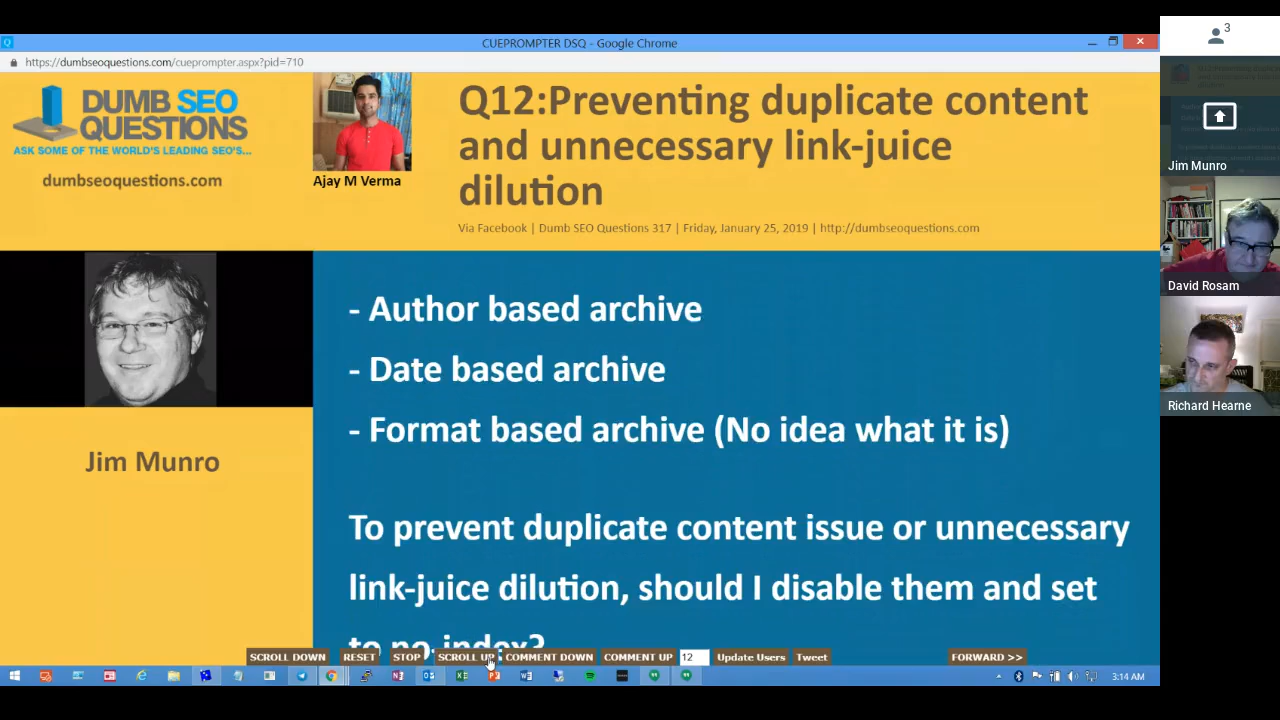 CUEPROMPTER DSQ - Google Chrome
https://dumbseoquestions.com/cueprompter.aspx?pid=710
3
DUMB SEO
QUESTIONS
ASK SOME OF THE WORLD'S LEADING SEO'S...
dumbseoquestions.com
Ajay M Verma
Q12:Preventing duplicate content
and unnecessary link-juice
dilution
Via Facebook | Dumb SEO Questions 317 | Friday, January 25, 2019 | http://dumbseoquestions.com
Jim Munro
David Rosam
Richard Hearne
Jim Munro
- Author based archive
- Date based archive
- Format based archive (No idea what it is)
To prevent duplicate content issue or unnecessary
link-juice dilution, should I disable them and set
to no-index?
SCROLL DOWN RESET STOP SCROLL UP COMMENT DOWN COMMENT UP 12 Update Users Tweet FORWARD >>
3:14 AM